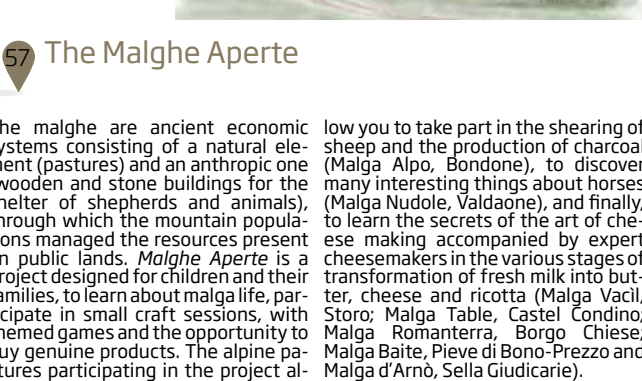 57 The Malghe Aperte
he malghe are ancient economic
ystems consisting of a natural ele-
ment (pastures) and an anthropic one
wooden and stone buildings for the
helter of shepherds and animals),
hrough which the mountain popula-
ons managed the resources present
n public lands. Malghe Aperte is a
roject designed for children and their
amilies, to learn about malga life, par-
cipate in small craft sessions, with
hemed games and the opportunity to
uy genuine products. The alpine pa-
tures participating in the project al-
low you to take part in the shearing of
sheep and the production of charcoal
(Malga Alpo, Bondone), to discover
many interesting things about horses
(Malga Nudole, Valdaone), and finally,
to learn the secrets of the art of che-
ese making accompanied by expert
cheesemakers in the various stages of
transformation of fresh milk into but-
ter, cheese and ricotta (Malga Vacil,
Storo; Malga Table, Castel Condino;
Malga Romanterra, Borgo Chiese;
Malga Baite, Pieve di Bono-Prezzo and
Malga d'Arnò, Sella Giudicarie).